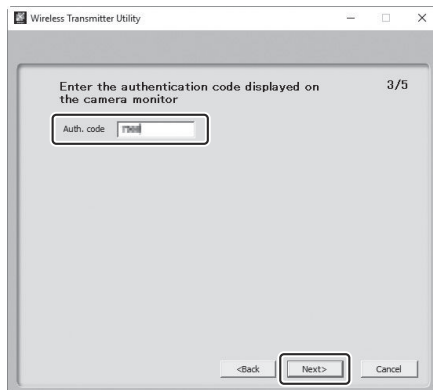 Wireless Transmitter Utility
Enter the authentication code displayed on
the camera monitor
3/5
Auth. code
<Back
Next>
Cancel